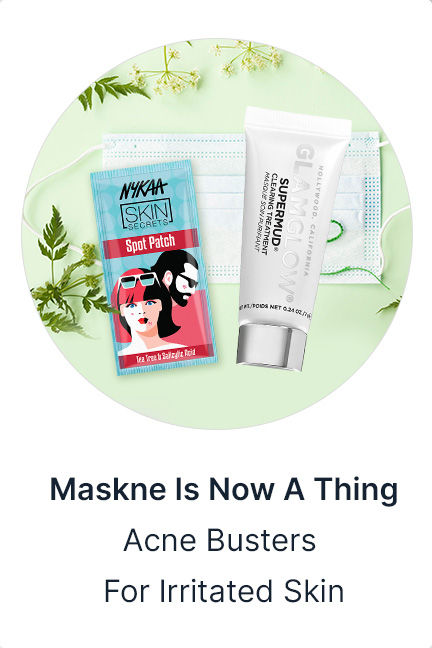 NYKAA
SKIN
SECRETS
Spot Patch
Tea Tree & Salicylic Acid
HOLLYWOOD, CALIFORNIA
GLAMGLOW®
SUPERMUD®
CLEARING TREATMENT
MASQUE SOIN PURIFIANT
NET WT./POIDS NET 0.24 OZ./
Maskne Is Now A Thing
Acne Busters
For Irritated Skin